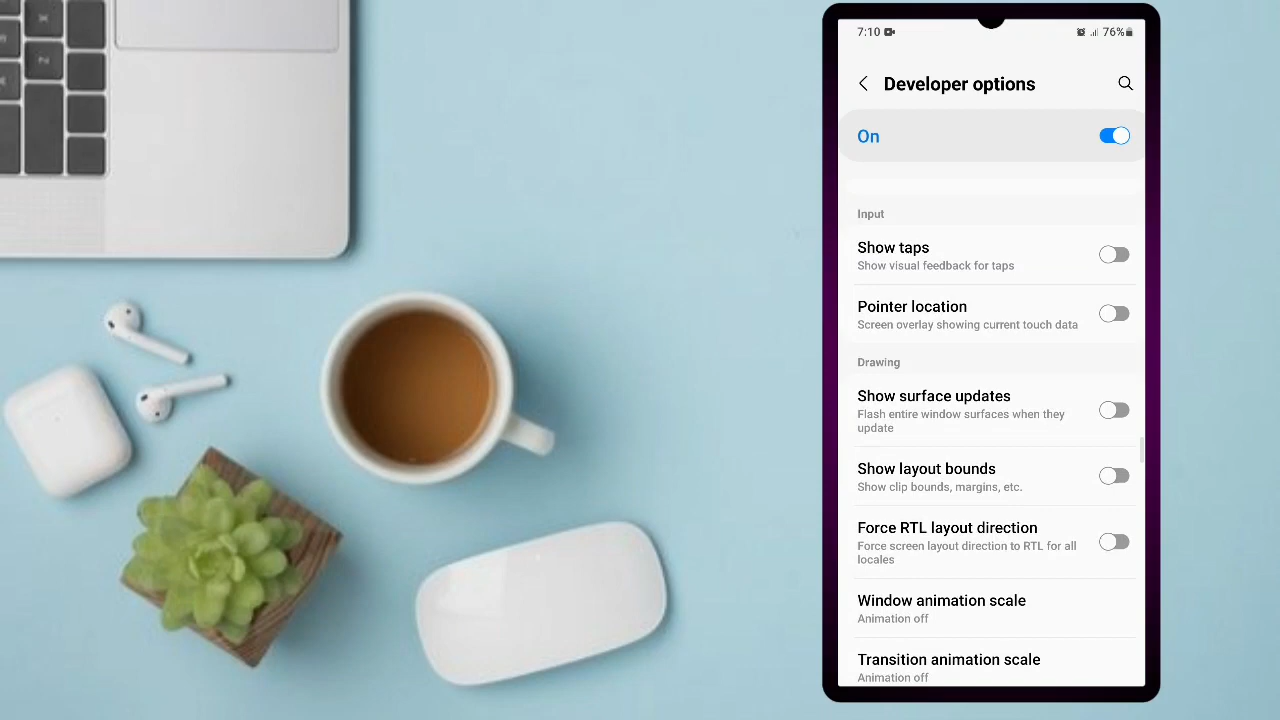 7:10 76%
Developer options
On
Input
Show taps
Show visual feedback for taps
Pointer location
Screen overlay showing current touch data
Drawing
Show surface updates
Flash entire window surfaces when they
update
Show layout bounds
Show clip bounds, margins, etc.
Force RTL layout direction
Force screen layout direction to RTL for all
locales
Window animation scale
Animation off
Transition animation scale
Animation off